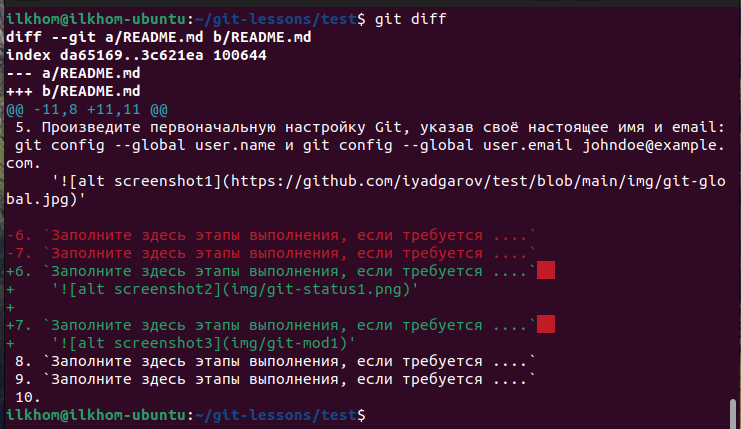 ilkhom@ilkhom-ubuntu:~/git-lessons/test$ git diff
diff --git a/README.md b/README.md
index da65169..3c621ea 100644
--- a/README.md
+++ b/README.md
@@ -11,8 +11,11 @@
 5. Произведите первоначальную настройку Git, указав своё настоящее имя и email:
 git config --global user.name и git config --global user.email johndoe@example.
com.
     '![alt screenshot1](https://github.com/iyadgarov/test/blob/main/img/git-glo
bal.jpg)'
-6. `Заполните здесь этапы выполнения, если требуется ....`
-7. `Заполните здесь этапы выполнения, если требуется ....`
+6. `Заполните здесь этапы выполнения, если требуется ....`
+    '![alt screenshot2](img/git-status1.png)'
+
+7. `Заполните здесь этапы выполнения, если требуется ....`
+    '![alt screenshot3](img/git-mod1)'
 8. `Заполните здесь этапы выполнения, если требуется ....`
 9. `Заполните здесь этапы выполнения, если требуется ....`
 10.
ilkhom@ilkhom-ubuntu:~/git-lessons/test$